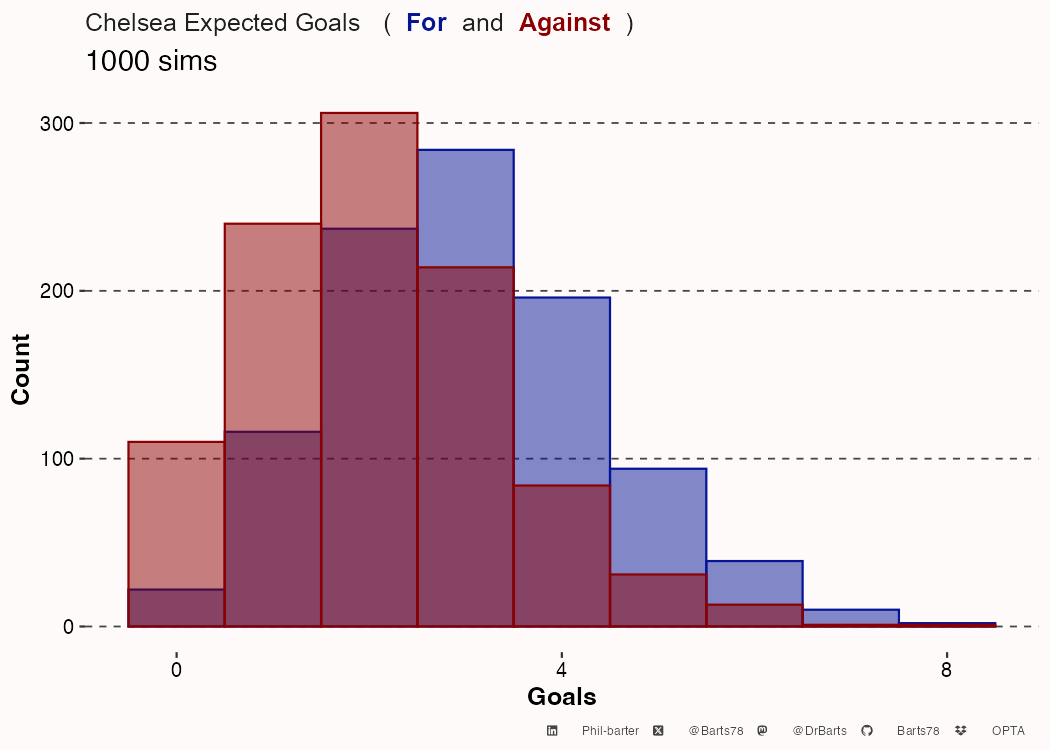 Chelsea Expected Goals ( For and Against )
1000 sims
300
200
100
0
Count
0 4 8
Goals
Phil-barter @Barts78 @DrBarts Barts78 OPTA